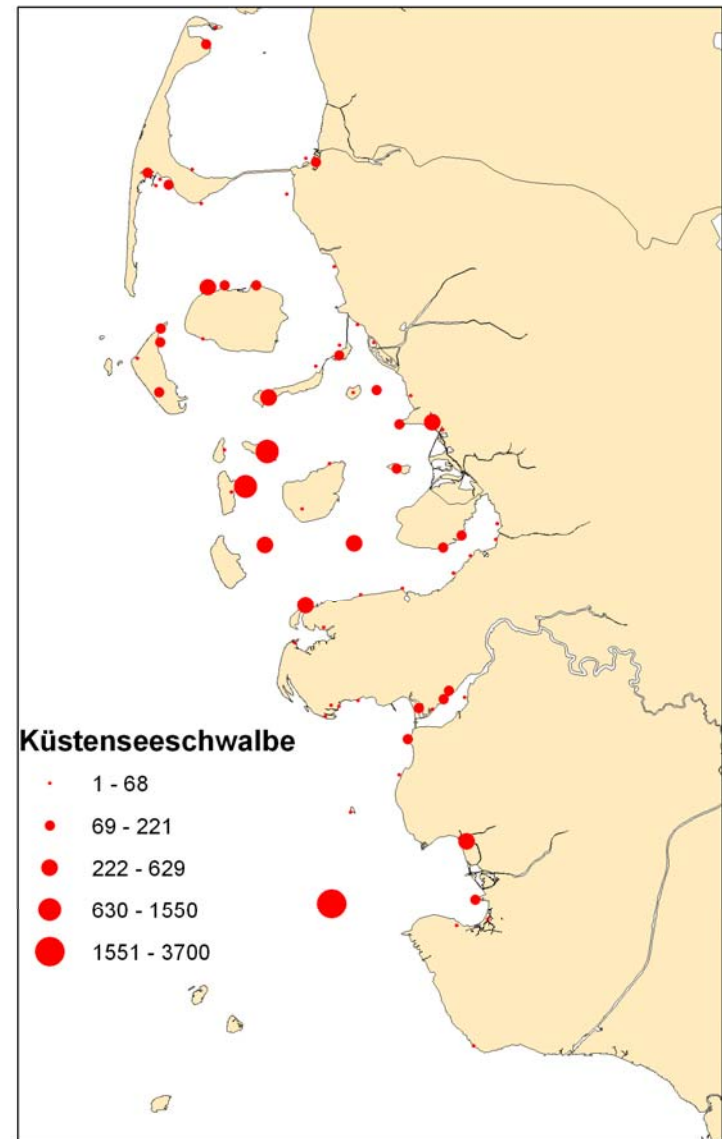 Küstenseeschwalbe
1 - 68
69 - 221
222 - 629
630 - 1550
1551 - 3700